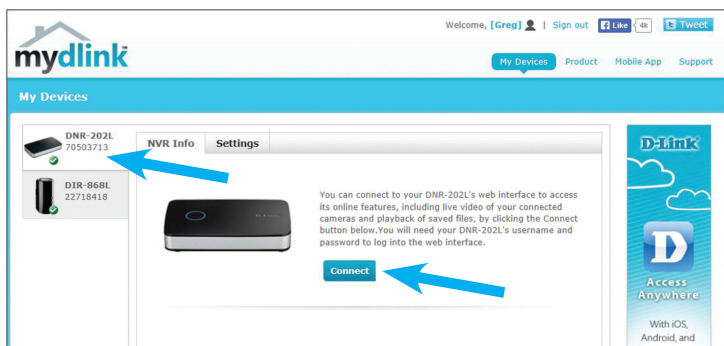 Welcome, [Greg] | Sign out Like 4k Tweet
mydlink
My Devices Product Mobile App Support
My Devices
DNR-202L
70503713
DIR-868L
22718418
NVR Info Settings
You can connect to your DNR-202L's web interface to access
its online features, including live video of your connected
cameras and playback of saved files, by clicking the Connect
button below.You will need your DNR-202L's username and
password to log into the web interface.
Connect
D-Link
D
Access
Anywhere
With iOS,
Android, and